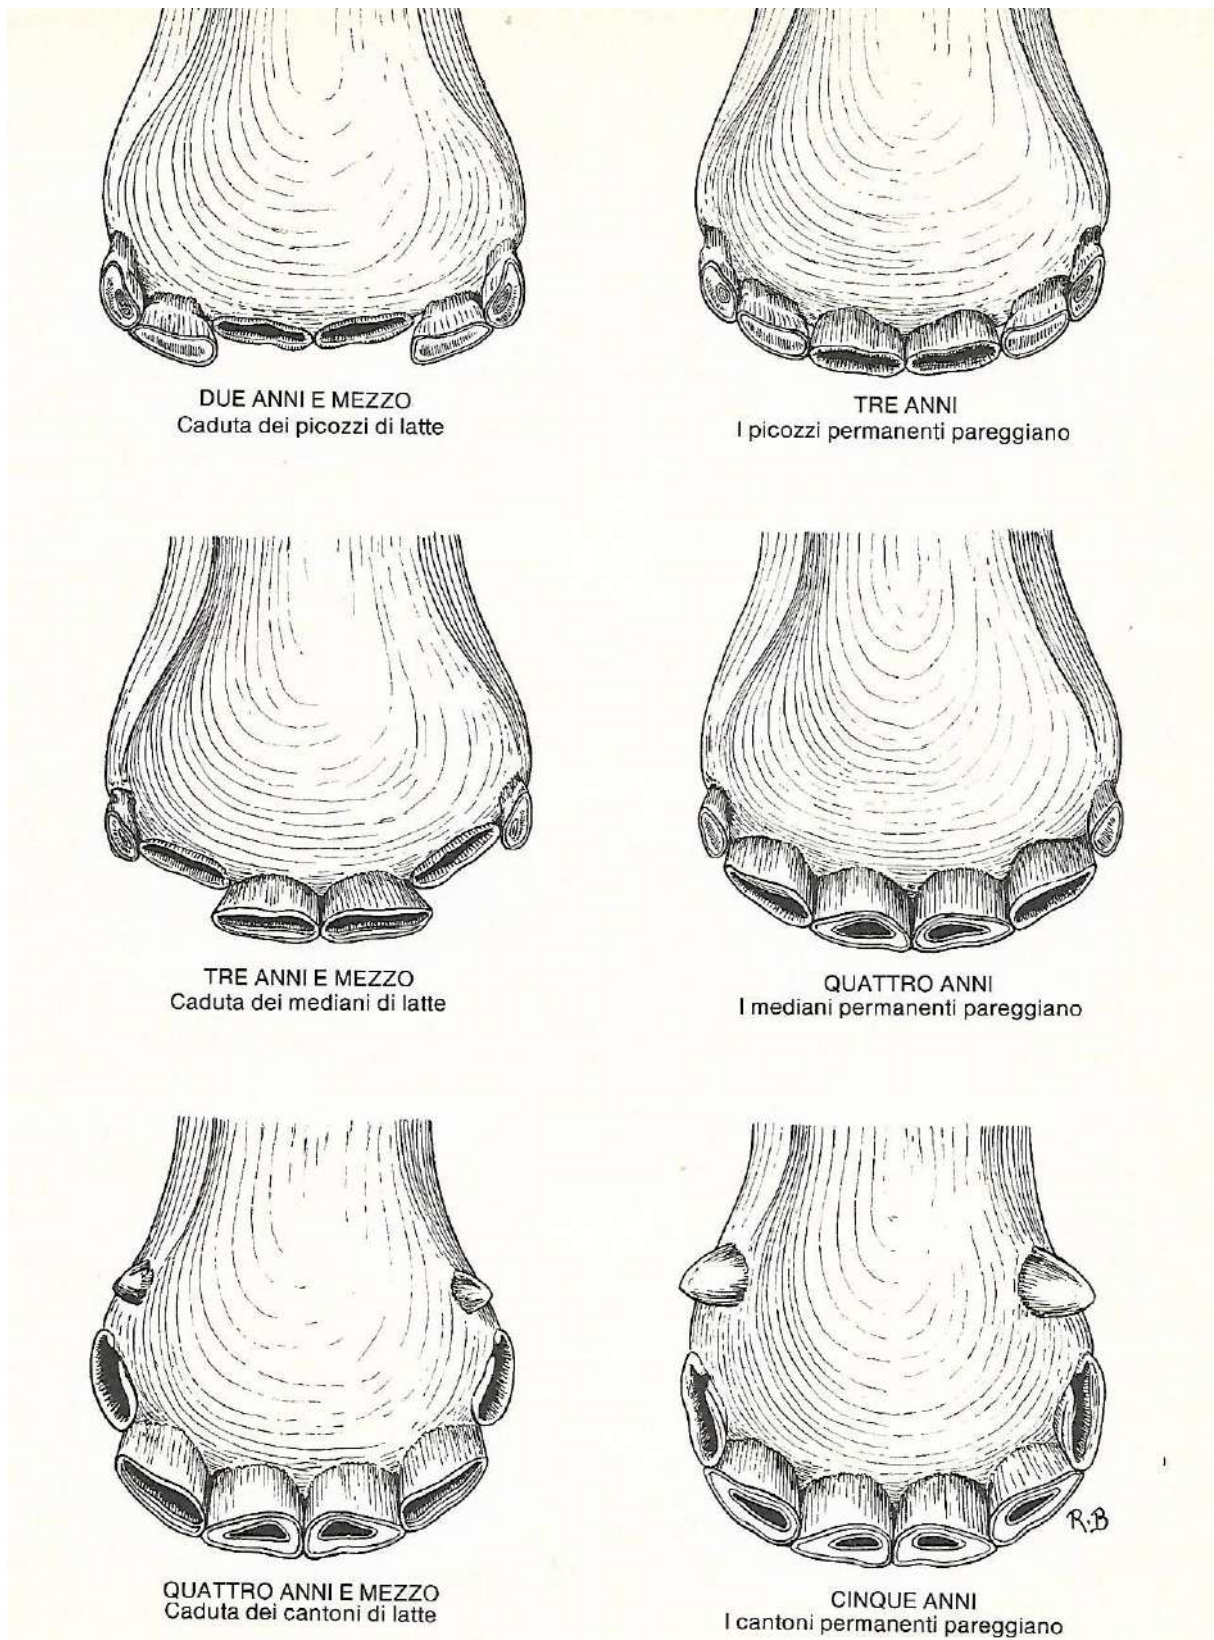 DUE ANNI E MEZZO
Caduta dei picozzi di latte
TRE ANNI
I picozzi permanenti pareggiano
TRE ANNI E MEZZO
Caduta dei mediani di latte
QUATTRO ANNI
I mediani permanenti pareggiano
R.B
QUATTRO ANNI E MEZZO
Caduta dei cantoni di latte
CINQUE ANNI
I cantoni permanenti pareggiano